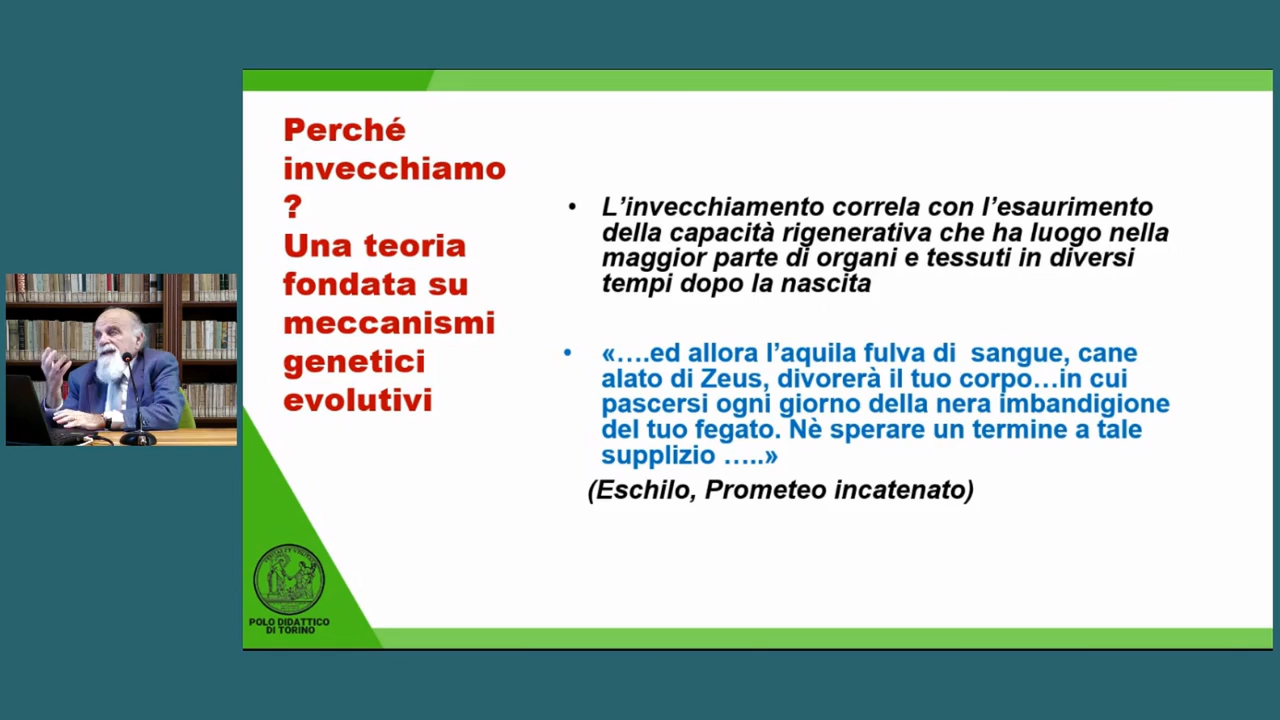 Perché
invecchiamo
?
Una teoria
fondata su
meccanismi
genetici
evolutivi
• L’invecchiamento correla con l’esaurimento
della capacità rigenerativa che ha luogo nella
maggior parte di organi e tessuti in diversi
tempi dopo la nascita
• «….ed allora l’aquila fulva di sangue, cane
alato di Zeus, divorerà il tuo corpo…in cui
pascersi ogni giorno della nera imbandigione
del tuo fegato. Nè sperare un termine a tale
supplizio …..»
(Eschilo, Prometeo incatenato)
POLO DIDATTICO
DI TORINO